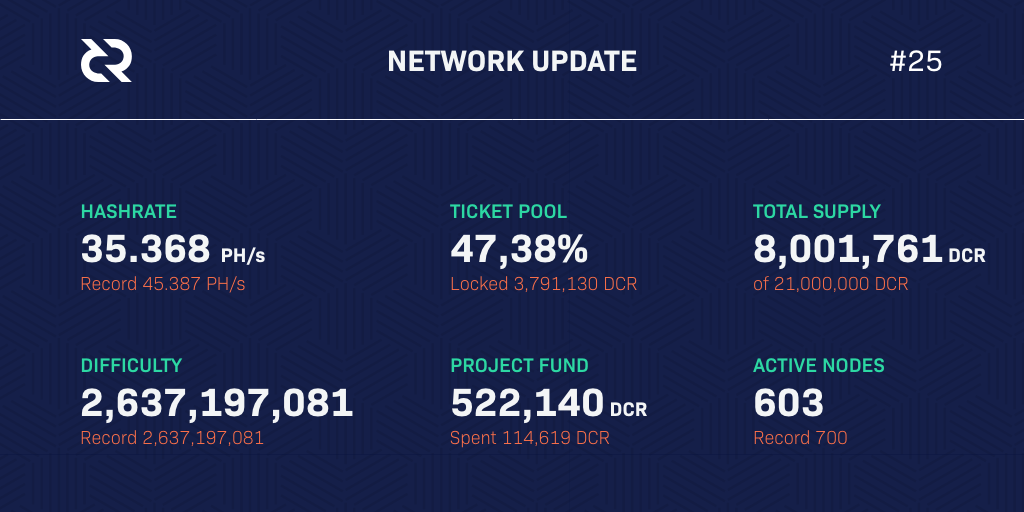 NETWORK UPDATE
#25
HASHRATE
35.368 PH/s
Record 45.387 PH/s
TICKET POOL
47,38%
Locked 3,791,130 DCR
TOTAL SUPPLY
8,001,761 DCR
of 21,000,000 DCR
DIFFICULTY
2,637,197,081
Record 2,637,197,081
PROJECT FUND
522,140 DCR
Spent 114,619 DCR
ACTIVE NODES
603
Record 700